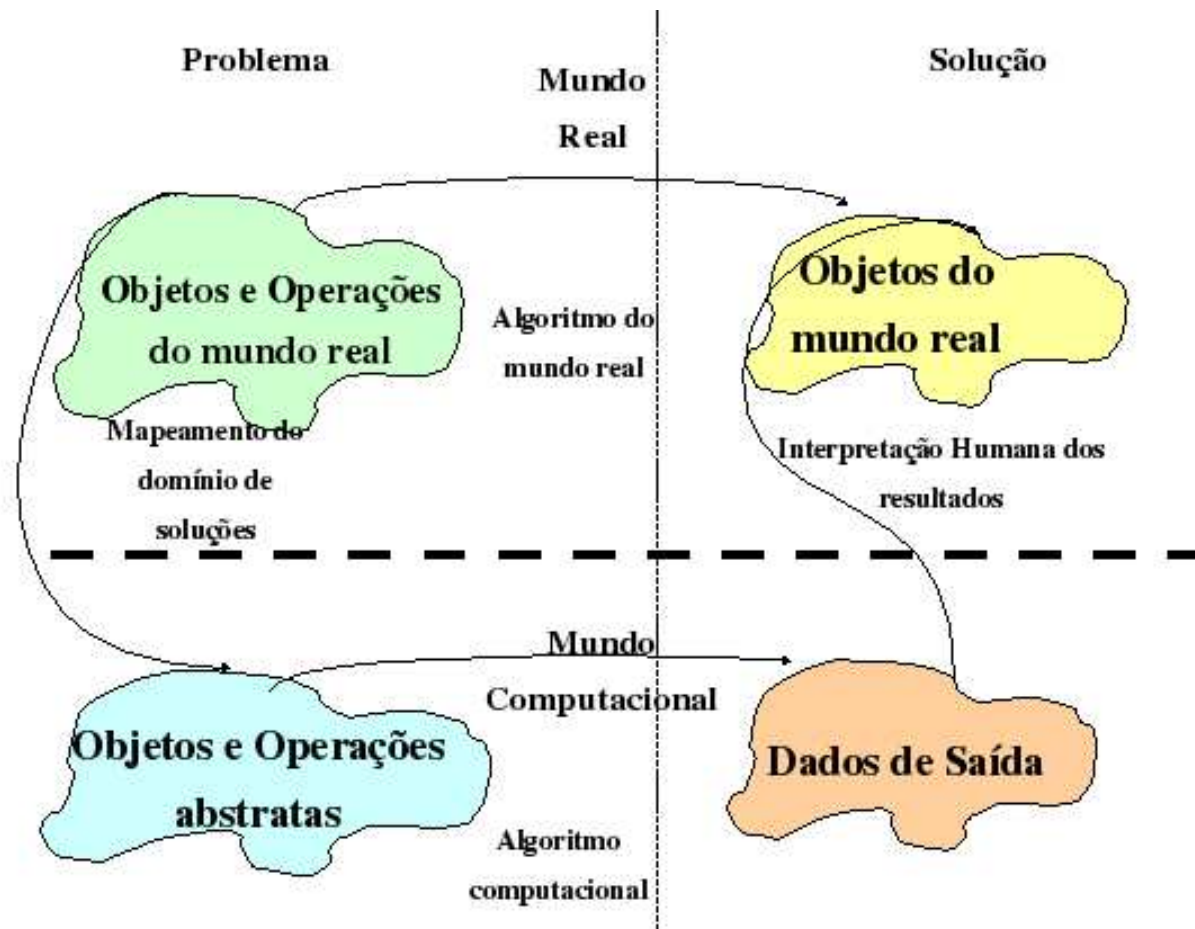 Problema
Mundo
Real
Solução
Objetos e Operações
do mundo real
Algoritmo do
mundo real
Objetos do
mundo real
Mapeamento do
domínio de
soluções
Interpretação Humana dos
resultados
Mundo
Computacional
Objetos e Operações
abstratas
Dados de Saída
Algoritmo
computacional